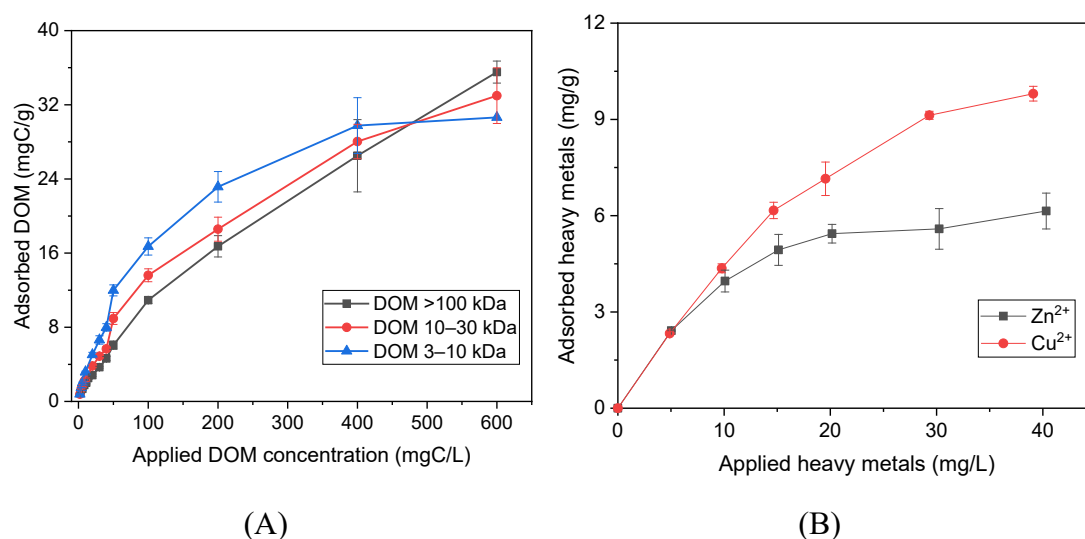 40
32
24
16
8
0
Adsorbed DOM (mgC/g)
DOM >100 kDa
DOM 10–30 kDa
DOM 3–10 kDa
0 100 200 300 400 500 600
Applied DOM concentration (mgC/L)
(A)
12
9
6
3
0
Adsorbed heavy metals (mg/g)
Zn²⁺
Cu²⁺
0 10 20 30 40
Applied heavy metals (mg/L)
(B)